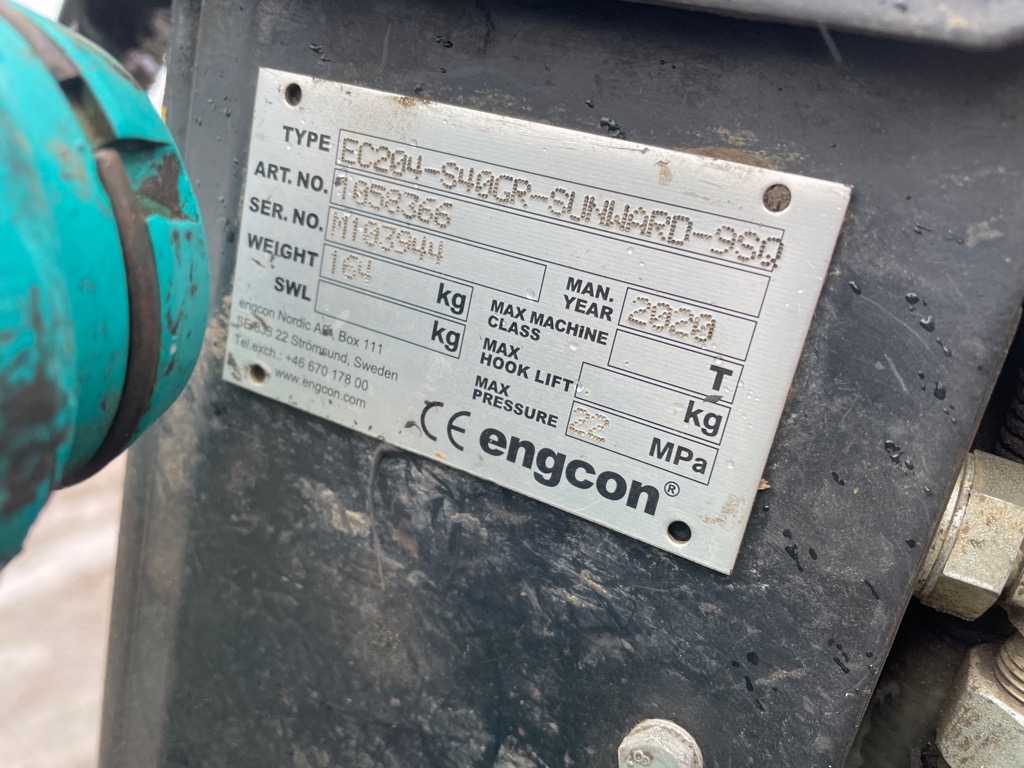 TYPE EC204-S40GR-SUNWARD-9SQ
ART. NO. 1058366
SER. NO. M103944
WEIGHT 164 kg
SWL kg
MAN. YEAR 2020
MAX MACHINE CLASS T
MAX HOOK LIFT kg
MAX PRESSURE 22 MPa
engcon Nordic AB, Box 111
SE-833 22 Strömsund, Sweden
Tel.exch.: +46 670 178 00
www.engcon.com
CE engcon®
8